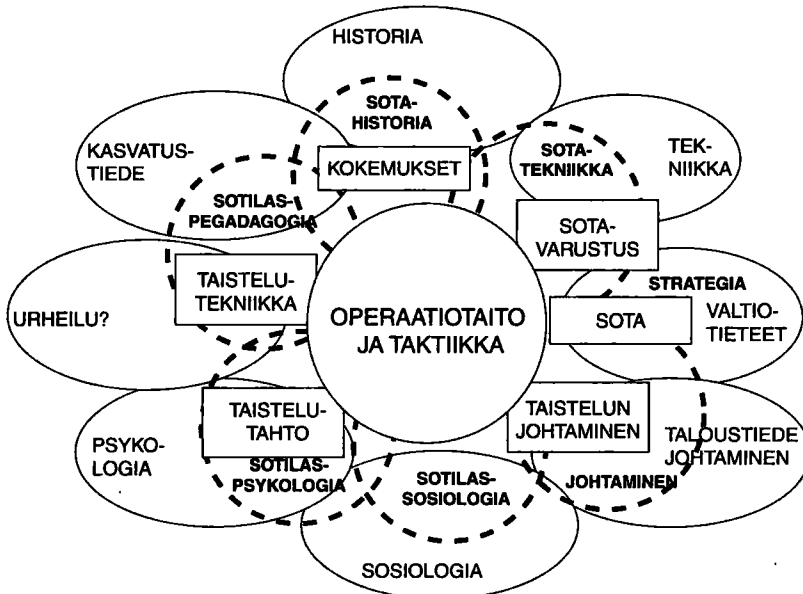 HISTORIA
SOTA-
HISTORIA
KOKEMUKSET
KASVATUS-
TIEDE
SOTILAS-
PEGADAGOGIA
SOTA-
TEKNIIKKA
TEK-
NIIKKA
SOTA-
VARUSTUS
TAISTELU-
TEKNIIKKA
URHEILU?
OPERAATIOTAITO
JA TAKTIIKKA
STRATEGIA
SOTA
VALTIO-
TIETEET
TAISTELU-
TAHTO
PSYKO-
LOGIA
SOTILAS-
PSYKOLOGIA
TAISTELUN
JOHTAMINEN
TALOUSTIEDE
JOHTAMINEN
JOHTAMINEN
SOTILAS-
SOSIOLOGIA
SOSIOLOGIA